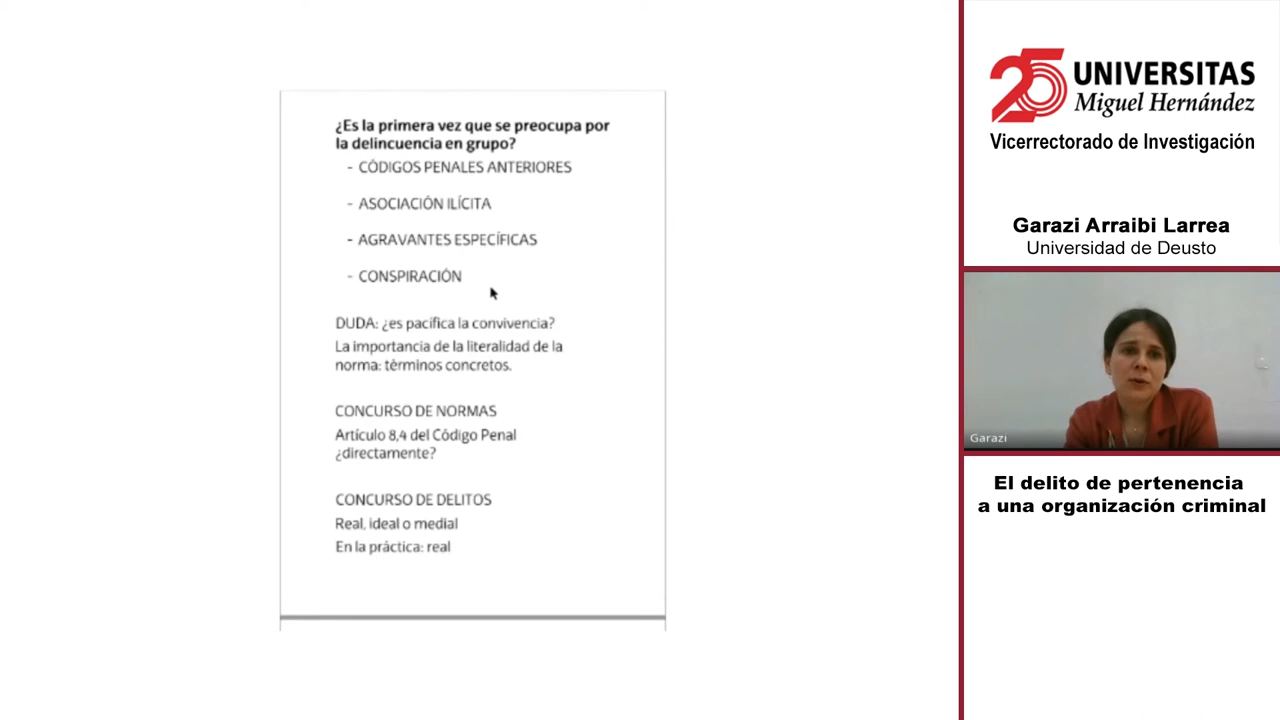 ¿Es la primera vez que se preocupa por
la delincuencia en grupo?
- CÓDIGOS PENALES ANTERIORES
- ASOCIACIÓN ILÍCITA
- AGRAVANTES ESPECÍFICAS
- CONSPIRACIÓN
DUDA: ¿es pacífica la convivencia?
La importancia de la literalidad de la
norma: términos concretos.
CONCURSO DE NORMAS
Artículo 8,4 del Código Penal
¿directamente?
CONCURSO DE DELITOS
Real, ideal o medial
En la práctica: real
25 UNIVERSITAS
Miguel Hernández
Vicerrectorado de Investigación
Garazi Arraibi Larrea
Universidad de Deusto
Garazi
El delito de pertenencia
a una organización criminal